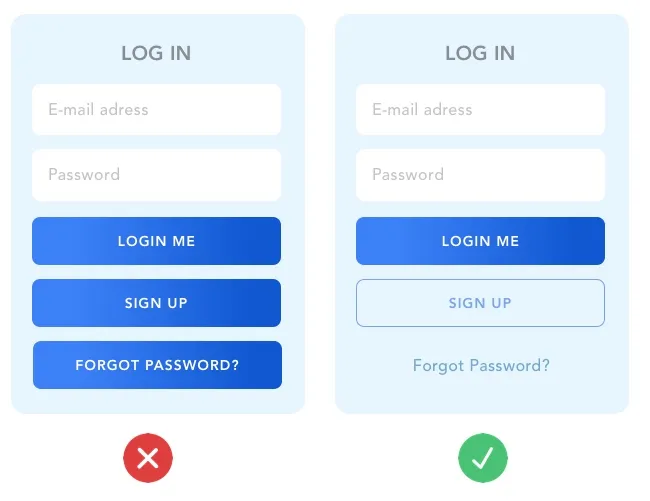 LOG IN
E-mail adress
Password
LOGIN ME
SIGN UP
FORGOT PASSWORD?
LOG IN
E-mail adress
Password
LOGIN ME
SIGN UP
Forgot Password?